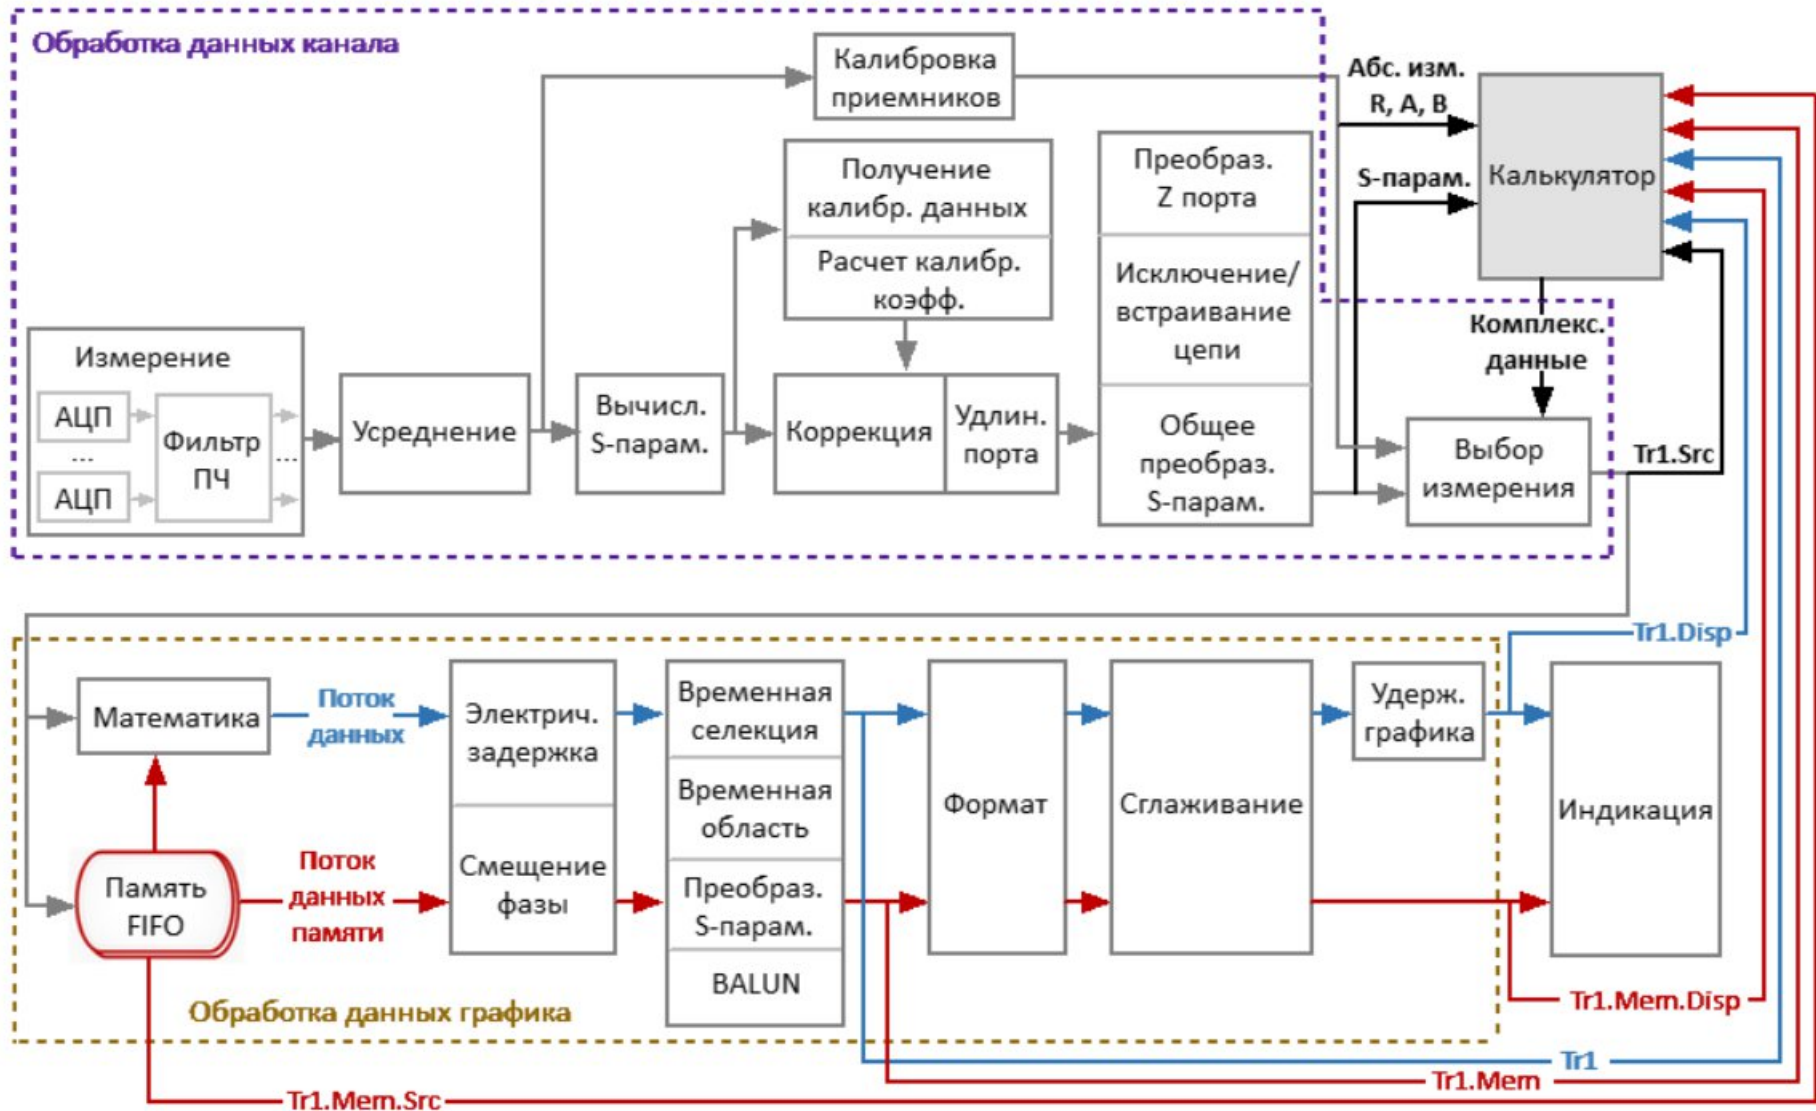 Обработка данных канала
Калибровка
приемников
Абс. изм.
R, A, B
S-парам.
Калькулятор
Получение
калибр. данных
Расчет калибр.
коэфф.
Преобраз.
Z порта
Исключение/
встраивание
цепи
Общее
преобраз.
S-парам.
Комплекс.
данные
Измерение
АЦП
...
АЦП
Фильтр
ПЧ
...
Усреднение
Вычисл.
S-парам.
Коррекция
Удлин.
порта
Выбор
измерения
Tr1.Src
Tr1.Disp
Математика
Поток
данных
Электрич.
задержка
Смещение
фазы
Временная
селекция
Временная
область
Преобраз.
S-парам.
BALUN
Формат
Сглаживание
Удерж.
графика
Индикация
Память
FIFO
Поток
данных
памяти
Обработка данных графика
Tr1.Mem.Disp
Tr1
Tr1.Mem
Tr1.Mem.Src